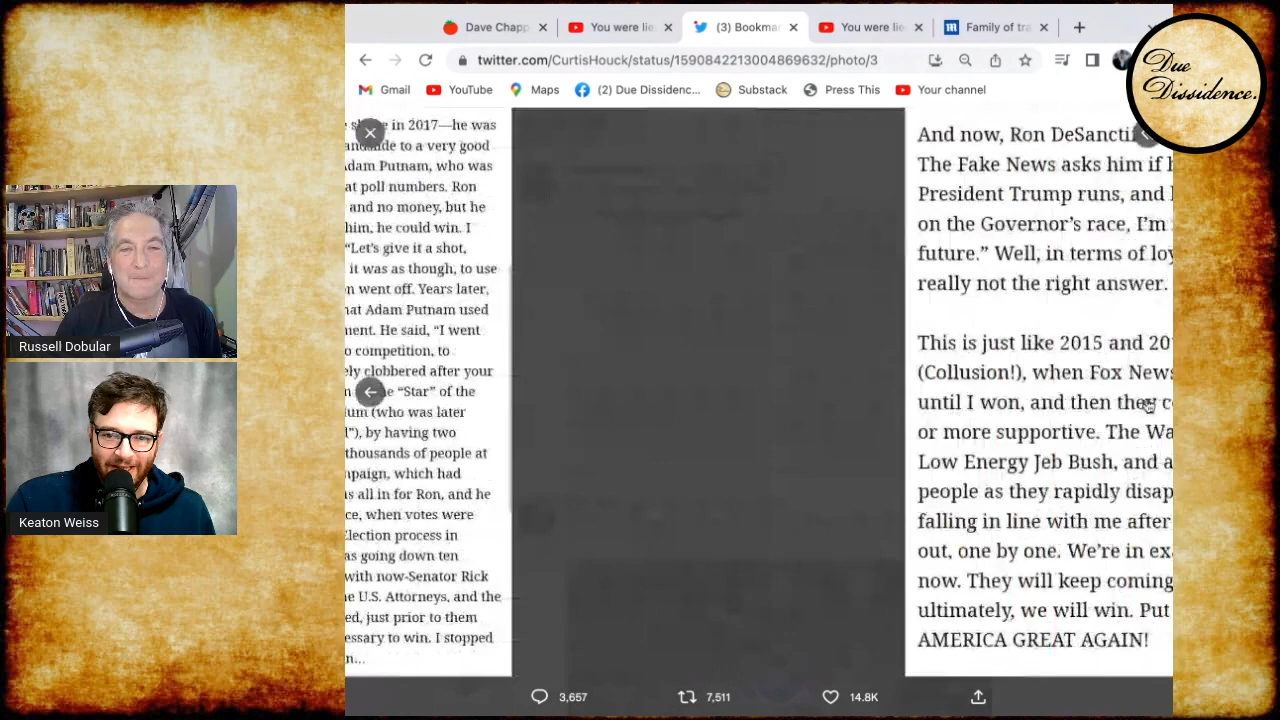 Dave Chapp
You were lie
(3) Bookmar
You were lie
Family of tra
twitter.com/CurtisHouck/status/1590842213004869632/photo/3
Gmail
YouTube
Maps
(2) Due Dissidenc...
Substack
Press This
Your channel
Due
Dissidence.
Russell Dobular
Keaton Weiss
in 2017—he was
to a very good
Adam Putnam, who was
at poll numbers. Ron
and no money, but he
him, he could win. I
“Let’s give it a shot,
it was as though, to use
n went off. Years later,
hat Adam Putnam used
ment. He said, “I went
o competition, to
ely clobbered after your
“Star” of the
lum (who was later
l”), by having two
thousands of people at
mpaign, which had
as all in for Ron, and he
ce, when votes were
Election process in
as going down ten
with now-Senator Rick
he U.S. Attorneys, and the
ed, just prior to them
essary to win. I stopped
n...
And now, Ron DeSancti
The Fake News asks him if h
President Trump runs, and
on the Governor’s race, I’m
future.” Well, in terms of loy
really not the right answer.
This is just like 2015 and 20
(Collusion!), when Fox News
until I won, and then they c
or more supportive. The Wa
Low Energy Jeb Bush, and a
people as they rapidly disap
falling in line with me after
out, one by one. We’re in ex
now. They will keep coming
ultimately, we will win. Put
AMERICA GREAT AGAIN!
3,657
7,511
14.8K